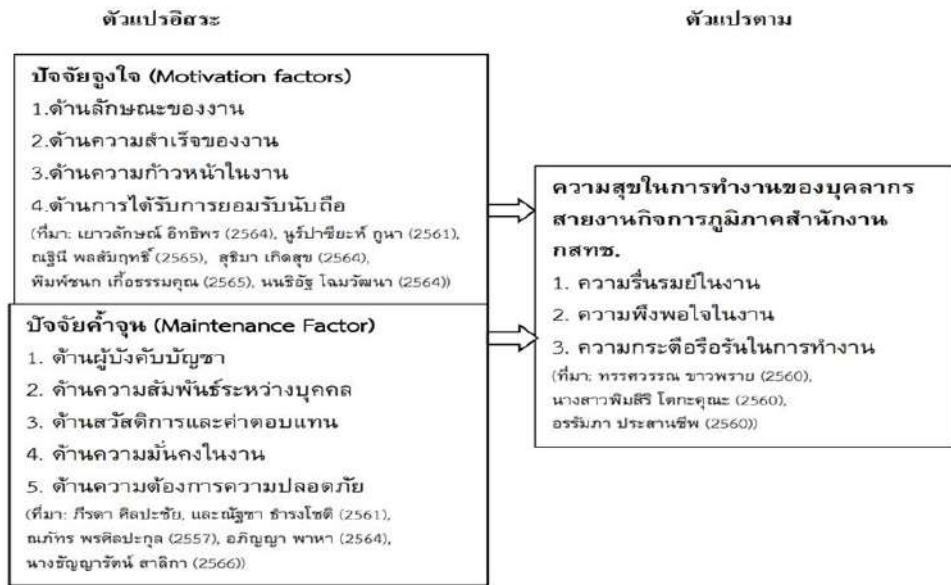 ตัวแปรอิสระ
ตัวแปรตาม
ปัจจัยจูงใจ (Motivation factors)
1.ด้านลักษณะของงาน
2.ด้านความสำเร็จของงาน
3.ด้านความก้าวหน้าในงาน
4.ด้านการได้รับการยอมรับนับถือ
(ที่มา: เยาวลักษณ์ อิทธิพร (2564), นูร์ปาซียะห์ กูนา (2561),
ณฐินี พลสัมฤทธิ์ (2565), สุธิมา เกิดสุข (2564),
พิมพ์ชนก เกื้อธรรมคุณ (2565), นนธิอัฐ โฉมวัฒนา (2564))
ปัจจัยค้ำจุน (Maintenance Factor)
1. ด้านผู้บังคับบัญชา
2. ด้านความสัมพันธ์ระหว่างบุคคล
3. ด้านสวัสดิการและค่าตอบแทน
4. ด้านความมั่นคงในงาน
5. ด้านความต้องการความปลอดภัย
(ที่มา: ภีรดา ศิลปะชัย, และณัฐชา ธำรงโชติ (2561),
ณภัทร พรศิลปะกุล (2557), อภิญญา พาหา (2564),
นางธัญญารัตน์ สาลิกา (2566))
ความสุขในการทำงานของบุคลากร
สายงานกิจการภูมิภาคสำนักงาน
กสทช.
1. ความรื่นรมย์ในงาน
2. ความพึงพอใจในงาน
3. ความกระตือรือร้นในการทำงาน
(ที่มา: ทรรศวรรณ ขาวพราย (2560),
นางสาวพิมสิริ โตกะคุณะ (2560),
อรรัมภา ประสานชีพ (2560))